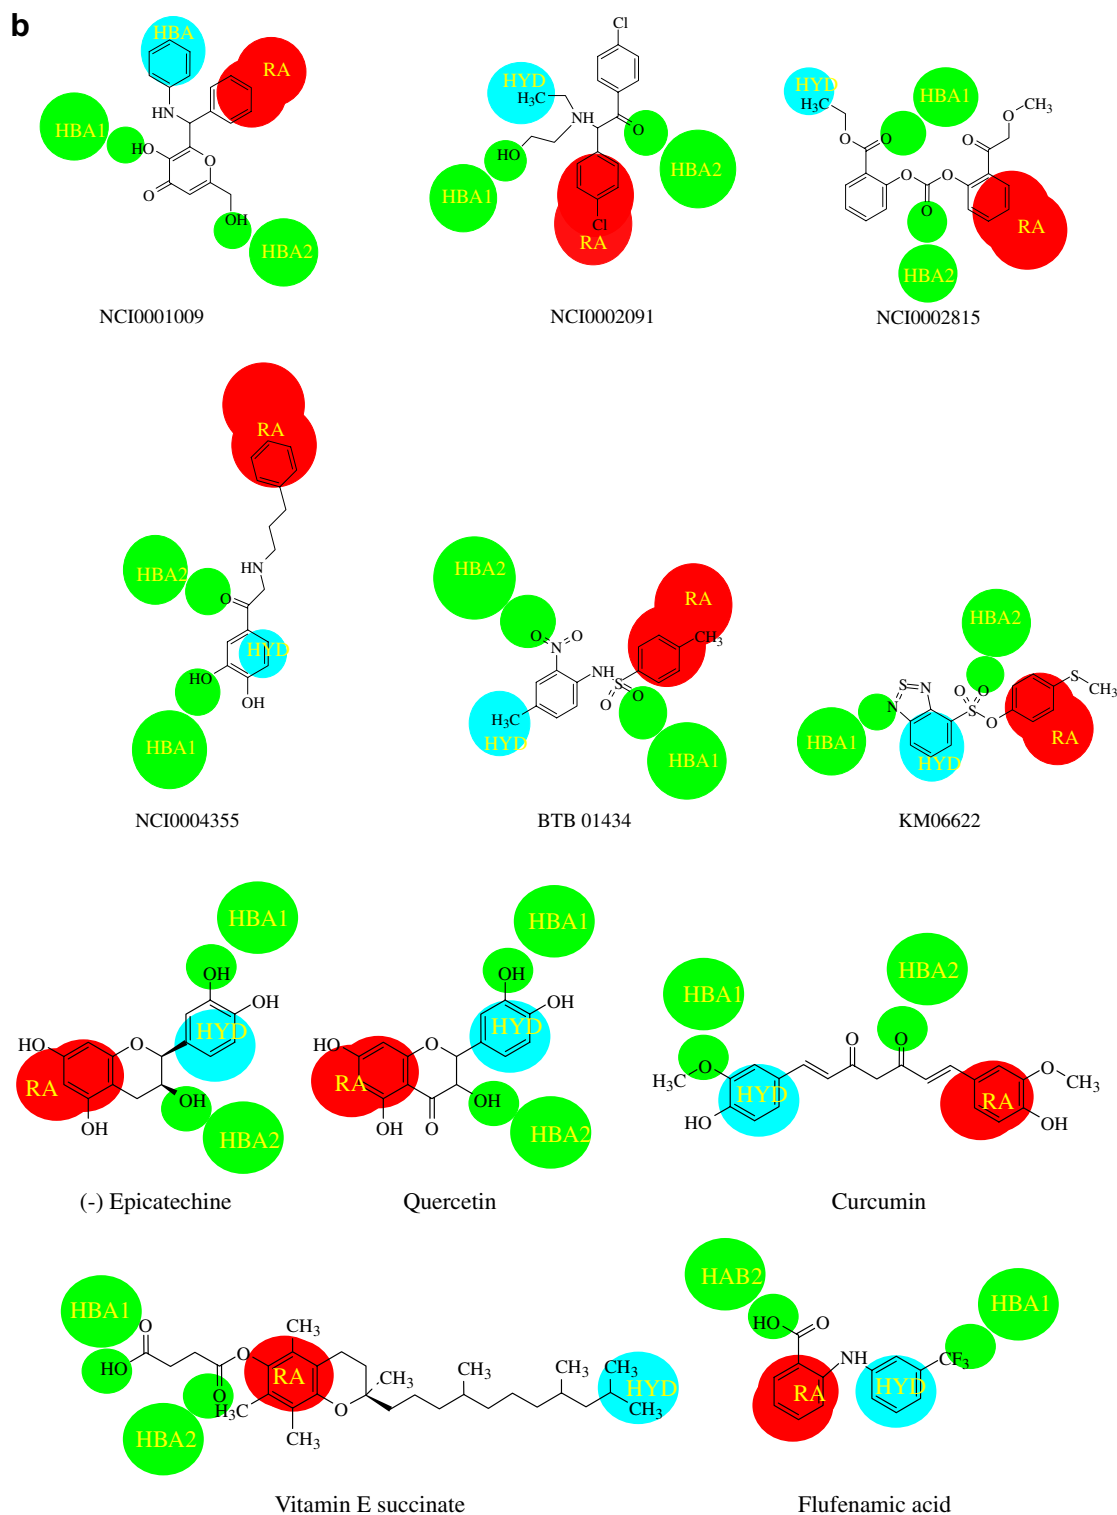 b
HBA
RA
HN
HBA1
HO
O
O
OH
HBA2
NCI0001009
Cl
HYD
H₃C
NH
O
HO
HBA1
HBA2
Cl
RA
NCI0002091
HYD
H₃C
HBA1
O
CH₃
O
O
O
O
O
O
O
RA
HBA2
NCI0002815
RA
HBA2
HN
O
HYD
HO
OH
HBA1
NCI0004355
HBA2
RA
O
O
N
CH₃
NH
S
O
O
H₃C
HYD
HBA1
BTB 01434
HBA2
S
N
N
O
O
S
O
S
CH₃
HBA1
HYD
RA
KM06622
HBA1
OH
OH
HYD
HO
O
RA
OH
OH
HBA2
(-) Epicatechine
HBA1
OH
OH
HYD
HO
O
RA
OH
OH
O
HBA2
Quercetin
HBA1
HBA2
O
O
O
H₃C
HYD
HO
RA
O
CH₃
OH
Curcumin
HBA1
O
HO
O
O
HBA2
CH₃
RA
H₃C
CH₃
O
CH₃
CH₃
CH₃
CH₃
HYD
CH₃
Vitamin E succinate
HAB2
HBA1
HO
O
NH
CF₃
RA
HYD
Flufenamic acid